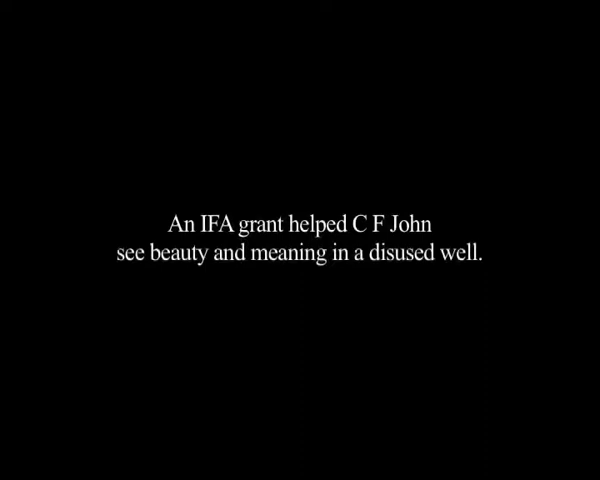 An IFA grant helped C F John
see beauty and meaning in a disused well.